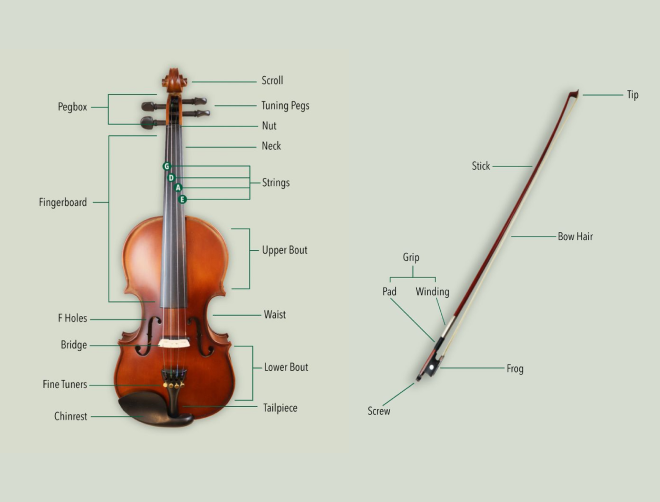 Scroll
Pegbox
Tuning Pegs
Nut
Neck
G
D
A
E
Strings
Fingerboard
Upper Bout
F Holes
Waist
Bridge
Lower Bout
Fine Tuners
Tailpiece
Chinrest
Tip
Stick
Bow Hair
Grip
Pad
Winding
Frog
Screw